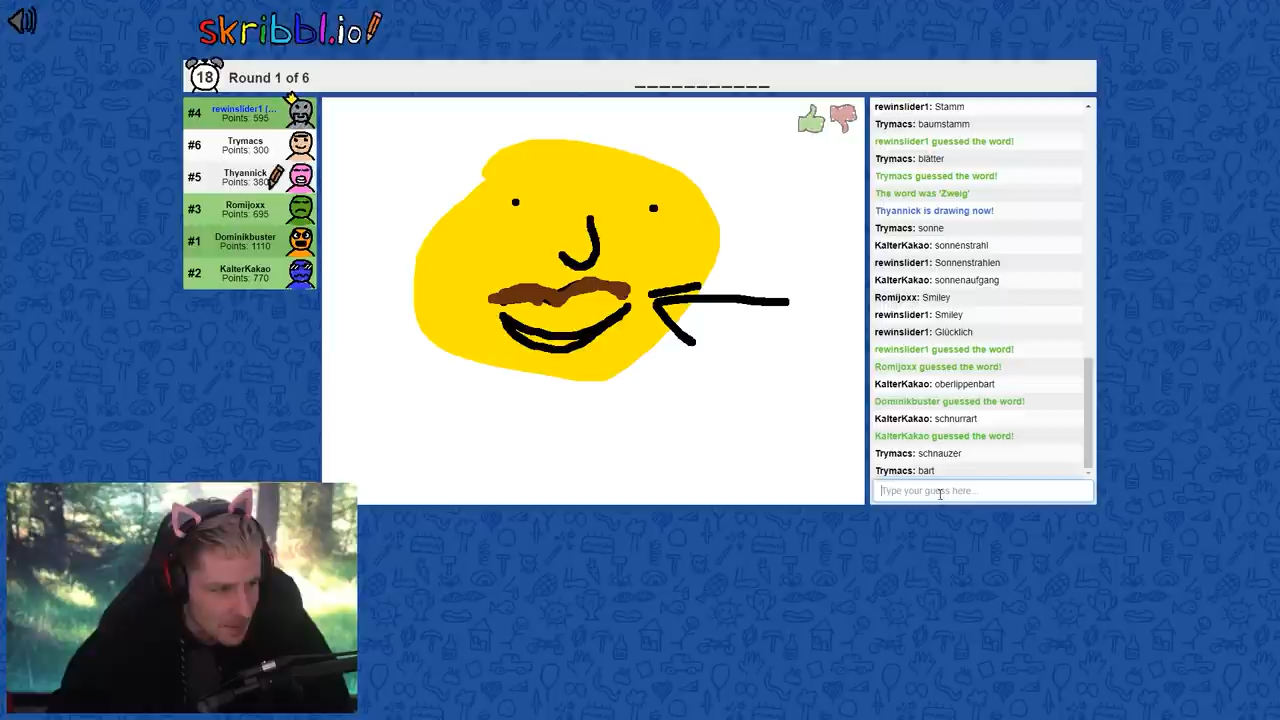 skribbl.io
18
Round 1 of 6
___________
#4 rewinslider1 (...
Points: 595
#6 Trymacs
Points: 300
#5 Thyannick
Points: 380
#3 Romijoxx
Points: 695
#1 Dominikbuster
Points: 1110
#2 KalterKakao
Points: 770
rewinslider1: Stamm
Trymacs: baumstamm
rewinslider1 guessed the word!
Trymacs: blätter
Trymacs guessed the word!
The word was 'Zweig'
Thyannick is drawing now!
Trymacs: sonne
KalterKakao: sonnenstrahl
rewinslider1: Sonnenstrahlen
KalterKakao: sonnenaufgang
Romijoxx: Smiley
rewinslider1: Smiley
rewinslider1: Glücklich
rewinslider1 guessed the word!
Romijoxx guessed the word!
KalterKakao: oberlippenbart
Dominikbuster guessed the word!
KalterKakao: schnurrart
KalterKakao guessed the word!
Trymacs: schnauzer
Trymacs: bart
Type your guess here...